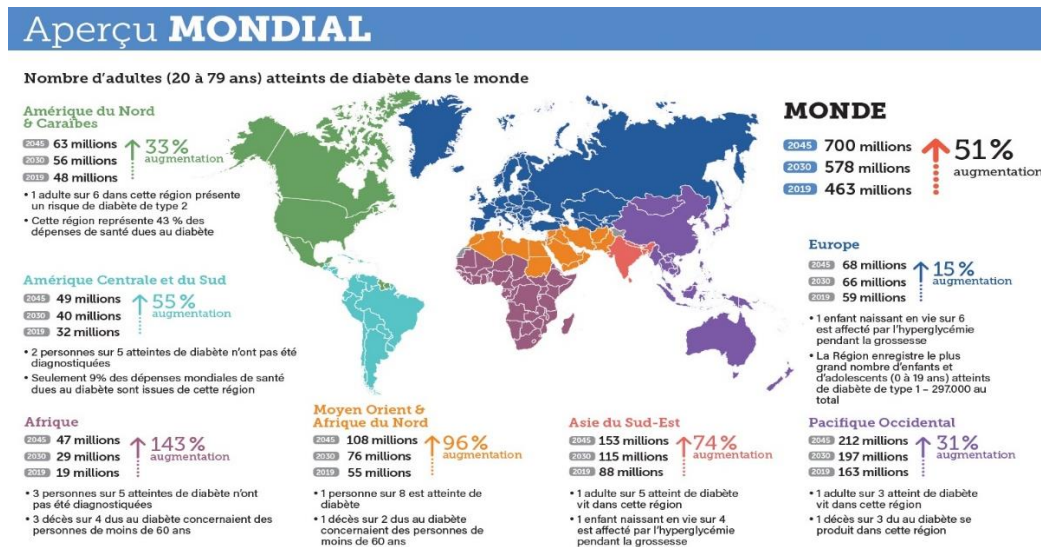 Aperçu MONDIAL
Nombre d'adultes (20 à 79 ans) atteints de diabète dans le monde
Amérique du Nord
& Caraïbes
2045 63 millions
2030 56 millions
2019 48 millions
33 %
augmentation
• 1 adulte sur 6 dans cette région présente
un risque de diabète de type 2
• Cette région représente 43 % des
dépenses de santé dues au diabète
MONDE
2045 700 millions
2030 578 millions
2019 463 millions
51 %
augmentation
Amérique Centrale et du Sud
2045 49 millions
2030 40 millions
2019 32 millions
55 %
augmentation
• 2 personnes sur 5 atteintes de diabète n'ont pas été
diagnostiquées
• Seulement 9% des dépenses mondiales de santé
dues au diabète sont issues de cette région
Europe
2045 68 millions
2030 66 millions
2019 59 millions
15 %
augmentation
• 1 enfant naissant en vie sur 6
est affecté par l'hyperglycémie
pendant la grossesse
• La Région enregistre le plus
grand nombre d'enfants et
d'adolescents (0 à 19 ans) atteints
de diabète de type 1 – 297.000 au
total
Afrique
2045 47 millions
2030 29 millions
2019 19 millions
143 %
augmentation
• 3 personnes sur 5 atteintes de diabète n'ont
pas été diagnostiquées
• 3 décès sur 4 dus au diabète concernaient des
personnes de moins de 60 ans
Moyen Orient &
Afrique du Nord
2045 108 millions
2030 76 millions
2019 55 millions
96 %
augmentation
• 1 personne sur 8 est atteinte de
diabète
• 1 décès sur 2 dus au diabète
concernaient des personnes de
moins de 60 ans
Asie du Sud-Est
2045 153 millions
2030 115 millions
2019 88 millions
74 %
augmentation
• 1 adulte sur 5 atteint de diabète
vit dans cette région
• 1 enfant naissant en vie sur 4
est affecté par l'hyperglycémie
pendant la grossesse
Pacifique Occidental
2045 212 millions
2030 197 millions
2019 163 millions
31 %
augmentation
• 1 adulte sur 3 atteint de diabète
vit dans cette région
• 1 décès sur 3 du au diabète se
produit dans cette région